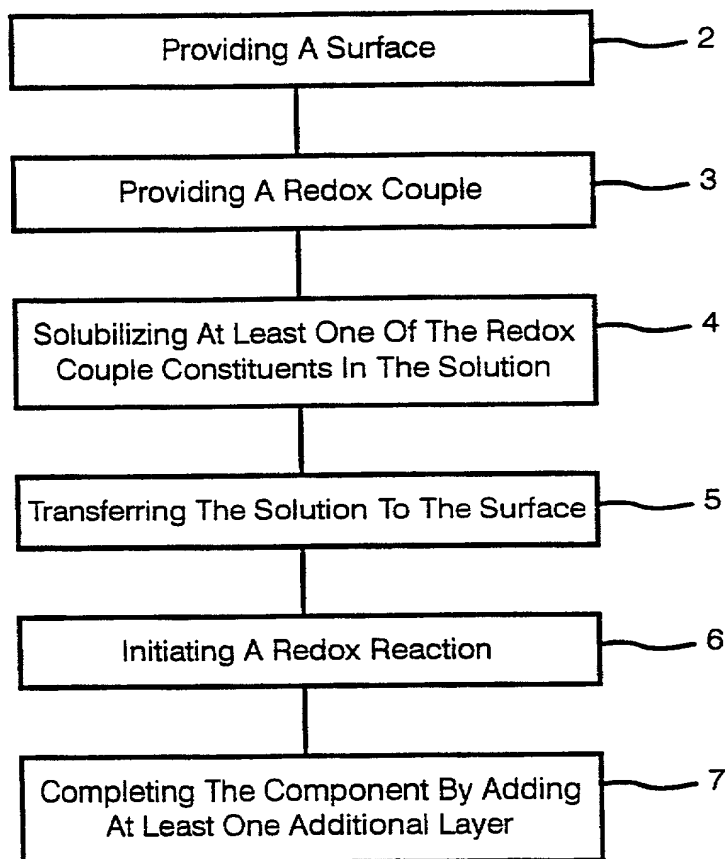 Providing A Surface
2
Providing A Redox Couple
3
Solubilizing At Least One Of The Redox
Couple Constituents In The Solution
4
Transferring The Solution To The Surface
5
Initiating A Redox Reaction
6
Completing The Component By Adding
At Least One Additional Layer
7